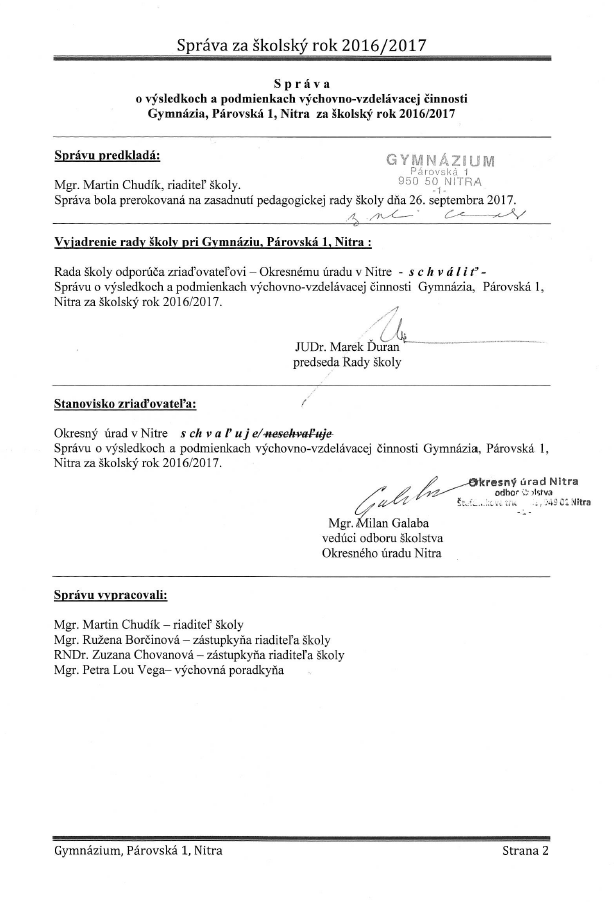 Správa za školský rok 2016/2017
S p r á v a
o výsledkoch a podmienkach výchovno-vzdelávacej činnosti
Gymnázia, Párovská 1, Nitra za školský rok 2016/2017
Správu predkladá:
GYMNÁZIUM
Párovská 1
950 50 NITRA
-1-
Mgr. Martin Chudík, riaditeľ školy.
Správa bola prerokovaná na zasadnutí pedagogickej rady školy dňa 26. septembra 2017.
Vyjadrenie rady školy pri Gymnáziu, Párovská 1, Nitra :
Rada školy odporúča zriaďovateľovi – Okresnému úradu v Nitre - s c h v á l i ť -
Správu o výsledkoch a podmienkach výchovno-vzdelávacej činnosti Gymnázia, Párovská 1,
Nitra za školský rok 2016/2017.
JUDr. Marek Ďuran
predseda Rady školy
Stanovisko zriaďovateľa:
Okresný úrad v Nitre s c h v a ľ u j e/neschvaľuje
Správu o výsledkoch a podmienkach výchovno-vzdelávacej činnosti Gymnázia, Párovská 1,
Nitra za školský rok 2016/2017.
Okresný úrad Nitra
odbor školstva
949 01 Nitra
-1-
Mgr. Milan Galaba
vedúci odboru školstva
Okresného úradu Nitra
Správu vypracovali:
Mgr. Martin Chudík – riaditeľ školy
Mgr. Ružena Borčinová – zástupkyňa riaditeľa školy
RNDr. Zuzana Chovanová – zástupkyňa riaditeľa školy
Mgr. Petra Lou Vega– výchovná poradkyňa
Gymnázium, Párovská 1, Nitra Strana 2